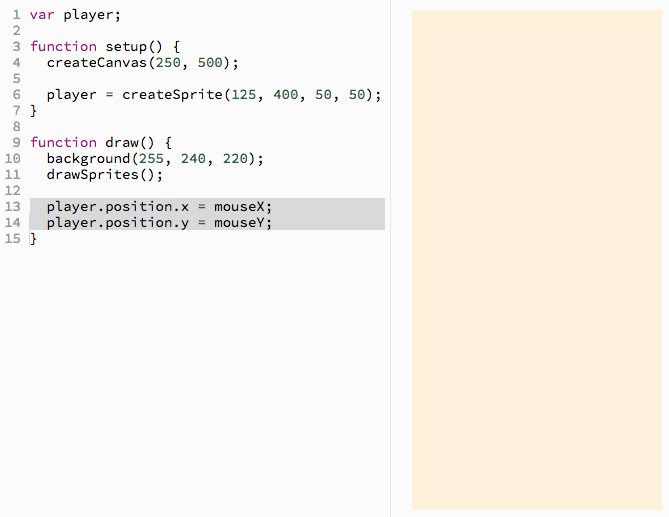 1 var player;
2
3 function setup() {
4   createCanvas(250, 500);
5
6   player = createSprite(125, 400, 50, 50);
7 }
8
9 function draw() {
10   background(255, 240, 220);
11   drawSprites();
12
13   player.position.x = mouseX;
14   player.position.y = mouseY;
15 }